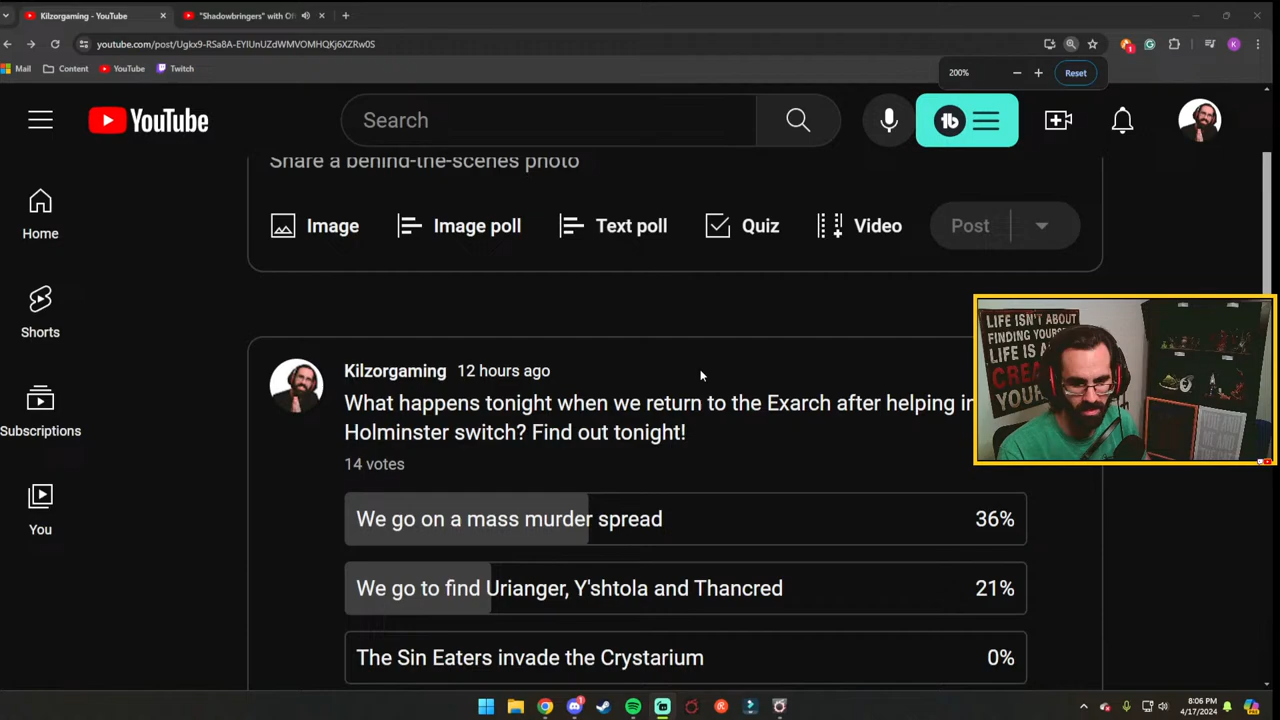 Kilzorgaming - YouTube
"Shadowbringers" with Of
youtube.com/post/Ugkx9-RSa8A-EYIUnUZdWMVOMHQKj6XZRw0S
Mail
Content
YouTube
Twitch
200%
Reset
YouTube
Search
Share a behind-the-scenes photo
Image
Image poll
Text poll
Quiz
Video
Post
Home
Shorts
Subscriptions
You
Kilzorgaming 12 hours ago
What happens tonight when we return to the Exarch after helping in
Holminster switch? Find out tonight!
14 votes
We go on a mass murder spread 36%
We go to find Urianger, Y'shtola and Thancred 21%
The Sin Eaters invade the Crystarium 0%
LIFE ISN'T ABOUT
FINDING YOURS
LIFE IS A
CREA
YOUR
8:06 PM
4/17/2024